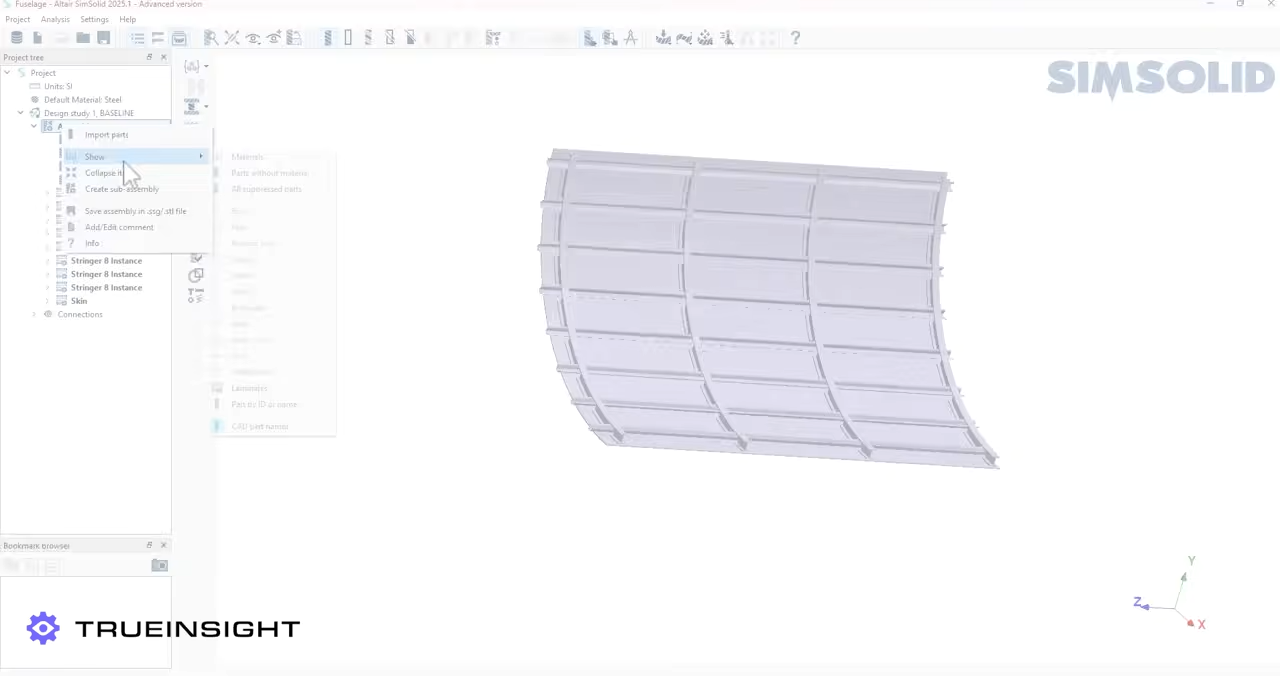 Fuselage - Altair SimSolid 2025.1 - Advanced version
Project Analysis Settings Help
Project tree
Project
Units: SI
Default Material: Steel
Design study 1, BASELINE
Import parts
Show
Collapse
Create sub-assembly
Save assembly in .ssg/.stl file
Add/Edit comment
Info
Materials
Parts without materia...
All suppressed parts
Laminates
Part by ID or name
CAD part names
Stringer 8 Instance
Stringer 8 Instance
Stringer 8 Instance
Skin
Connections
SIMSOLID
Bookmark browser
TRUEINSIGHT
Y
Z
X